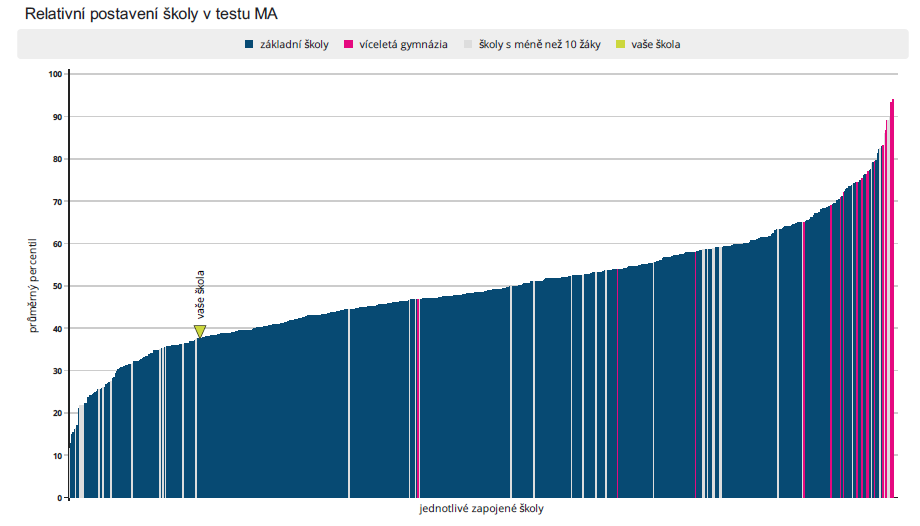 Relativní postavení školy v testu MA
základní školy víceletá gymnázia školy s méně než 10 žáky vaše škola
100
90
80
70
60
50
40
30
20
10
0
průměrný percentil
vaše škola
jednotlivé zapojené školy